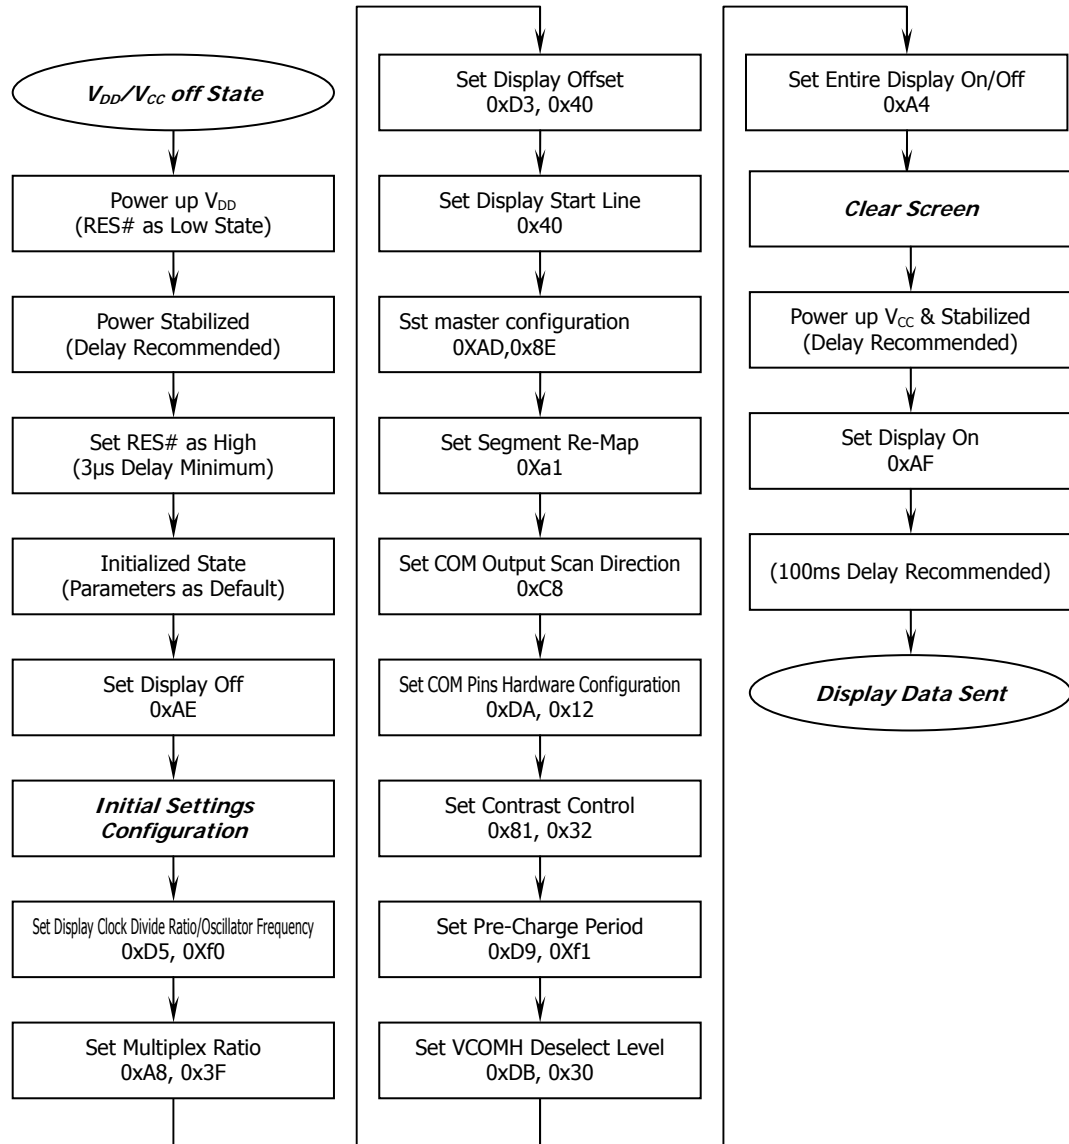 V_DD/V_CC off State
Power up V_DD
(RES# as Low State)
Power Stabilized
(Delay Recommended)
Set RES# as High
(3µs Delay Minimum)
Initialized State
(Parameters as Default)
Set Display Off
0xAE
Initial Settings
Configuration
Set Display Clock Divide Ratio/Oscillator Frequency
0xD5, 0Xf0
Set Multiplex Ratio
0xA8, 0x3F
Set Display Offset
0xD3, 0x40
Set Display Start Line
0x40
Sst master configuration
0XAD,0x8E
Set Segment Re-Map
0Xa1
Set COM Output Scan Direction
0xC8
Set COM Pins Hardware Configuration
0xDA, 0x12
Set Contrast Control
0x81, 0x32
Set Pre-Charge Period
0xD9, 0Xf1
Set VCOMH Deselect Level
0xDB, 0x30
Set Entire Display On/Off
0xA4
Clear Screen
Power up V_CC & Stabilized
(Delay Recommended)
Set Display On
0xAF
(100ms Delay Recommended)
Display Data Sent